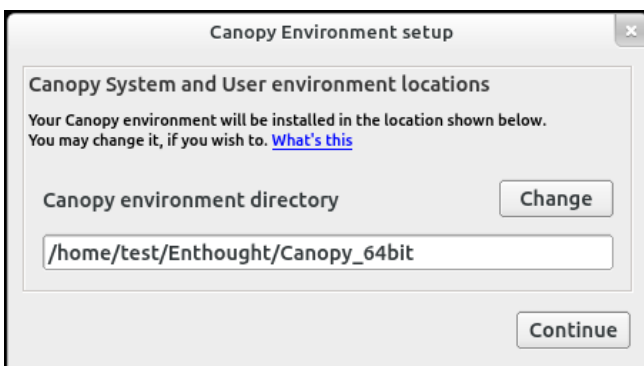 Canopy Environment setup
Canopy System and User environment locations
Your Canopy environment will be installed in the location shown below.
You may change it, if you wish to. What's this
Canopy environment directory
Change
/home/test/Enthought/Canopy_64bit
Continue